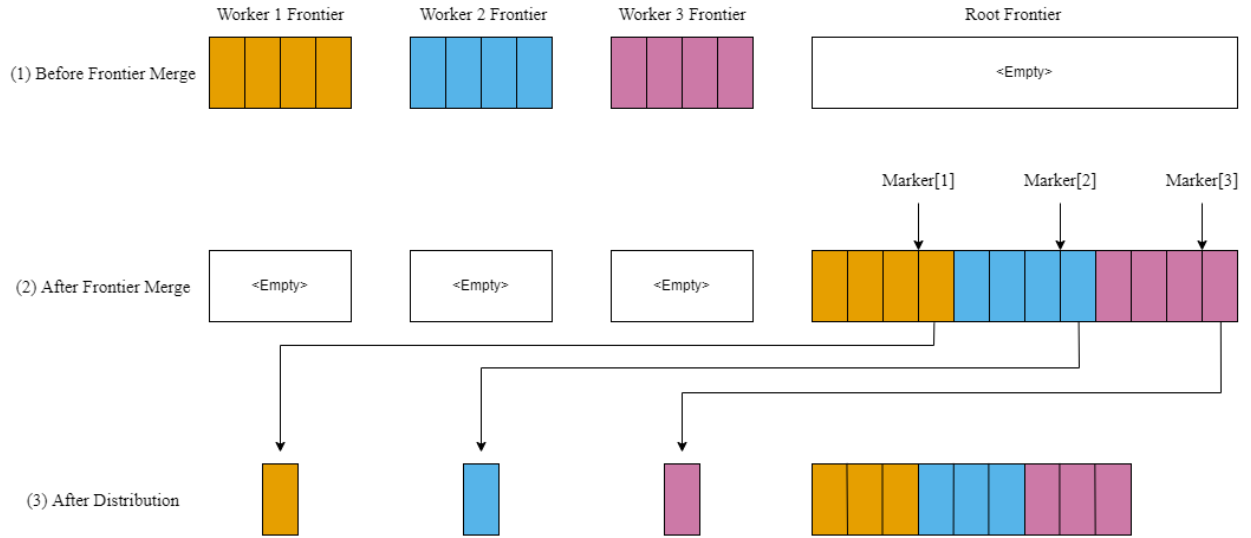 Worker 1 Frontier
Worker 2 Frontier
Worker 3 Frontier
Root Frontier
(1) Before Frontier Merge
<Empty>
Marker[1]
Marker[2]
Marker[3]
(2) After Frontier Merge
<Empty>
<Empty>
<Empty>
(3) After Distribution